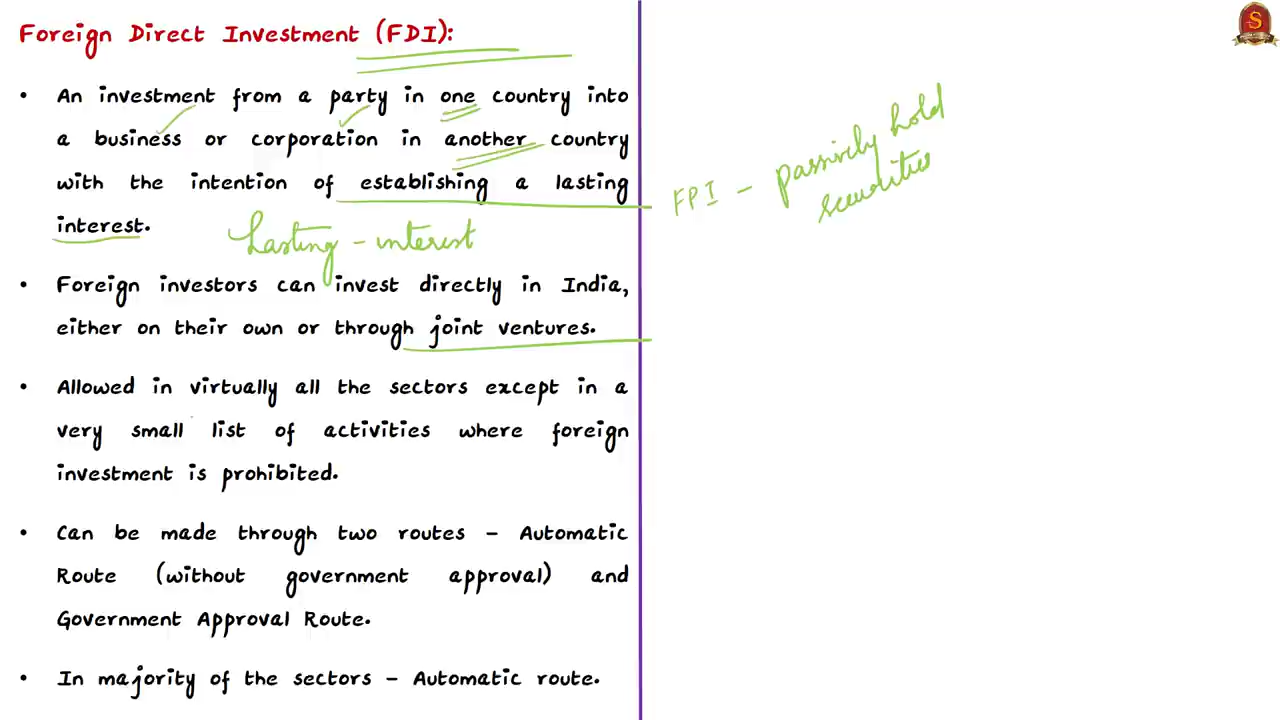 Foreign Direct Investment (FDI):
• An investment from a party in one country into
a business or corporation in another country
with the intention of establishing a lasting
interest.
Lasting - interest
• Foreign investors can invest directly in India,
either on their own or through joint ventures.
• Allowed in virtually all the sectors except in a
very small list of activities where foreign
investment is prohibited.
• Can be made through two routes – Automatic
Route (without government approval) and
Government Approval Route.
• In majority of the sectors – Automatic route.
FPI - passively hold
securities
S